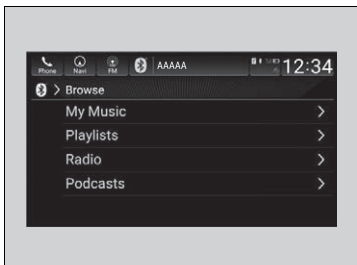 Phone Navi FM AAAAA 12:34
> Browse
My Music >
Playlists >
Radio >
Podcasts >